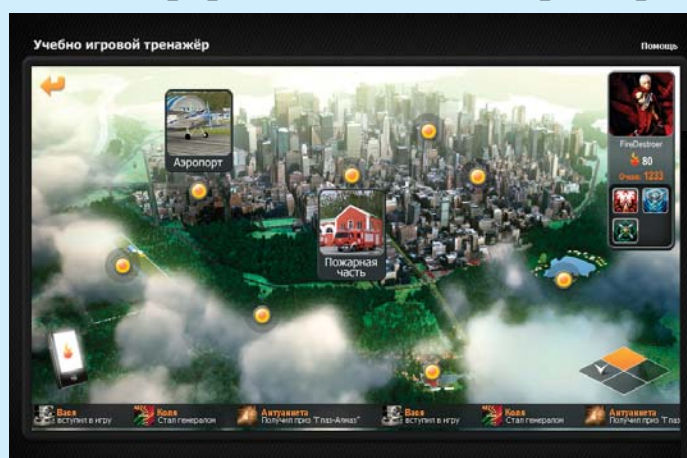 Учебно игровой тренажёр
Помощь
Аэропорт
FireDestroer
80
Очки: 1233
Пожарная
часть
Вася
вступил в игру
Коля
Стал генералом
Антуанета
Получил приз "Глаз-Алмаз"
Вася
вступил в игру
Коля
Стал генералом
Антуанета
Получил приз "Глаз